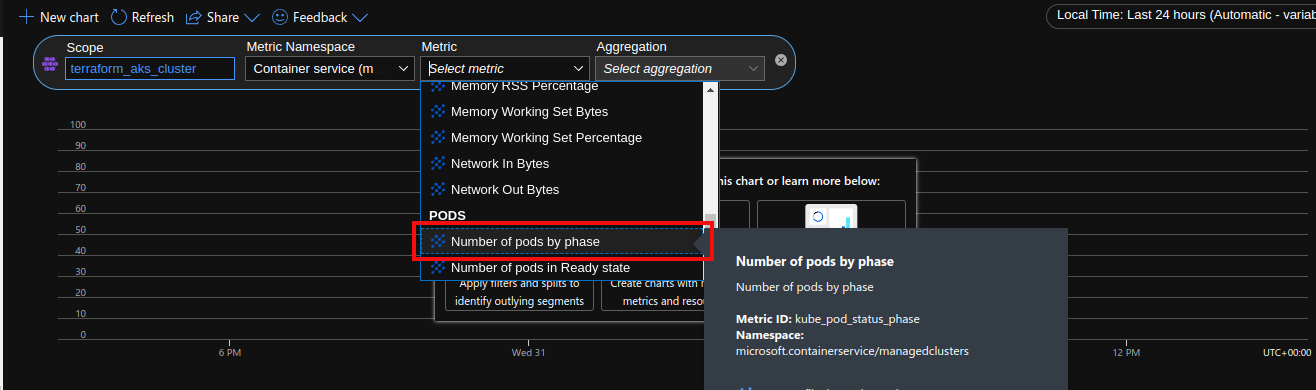 New chart Refresh Share Feedback
Local Time: Last 24 hours (Automatic - varia
Scope Metric Namespace Metric Aggregation
terraform_aks_cluster Container service (m Select metric Select aggregation
Memory RSS Percentage
Memory Working Set Bytes
Memory Working Set Percentage
Network In Bytes
Network Out Bytes
PODS
Number of pods by phase
Number of pods in Ready state
100
90
80
70
60
50
40
30
20
10
0
his chart or learn more below:
Apply filters and splits to
identify outlying segments
Create charts with
metrics and resou
Number of pods by phase
Number of pods by phase
Metric ID: kube_pod_status_phase
Namespace:
microsoft.containerservice/managedclusters
6 PM Wed 31 12 PM UTC+00:00